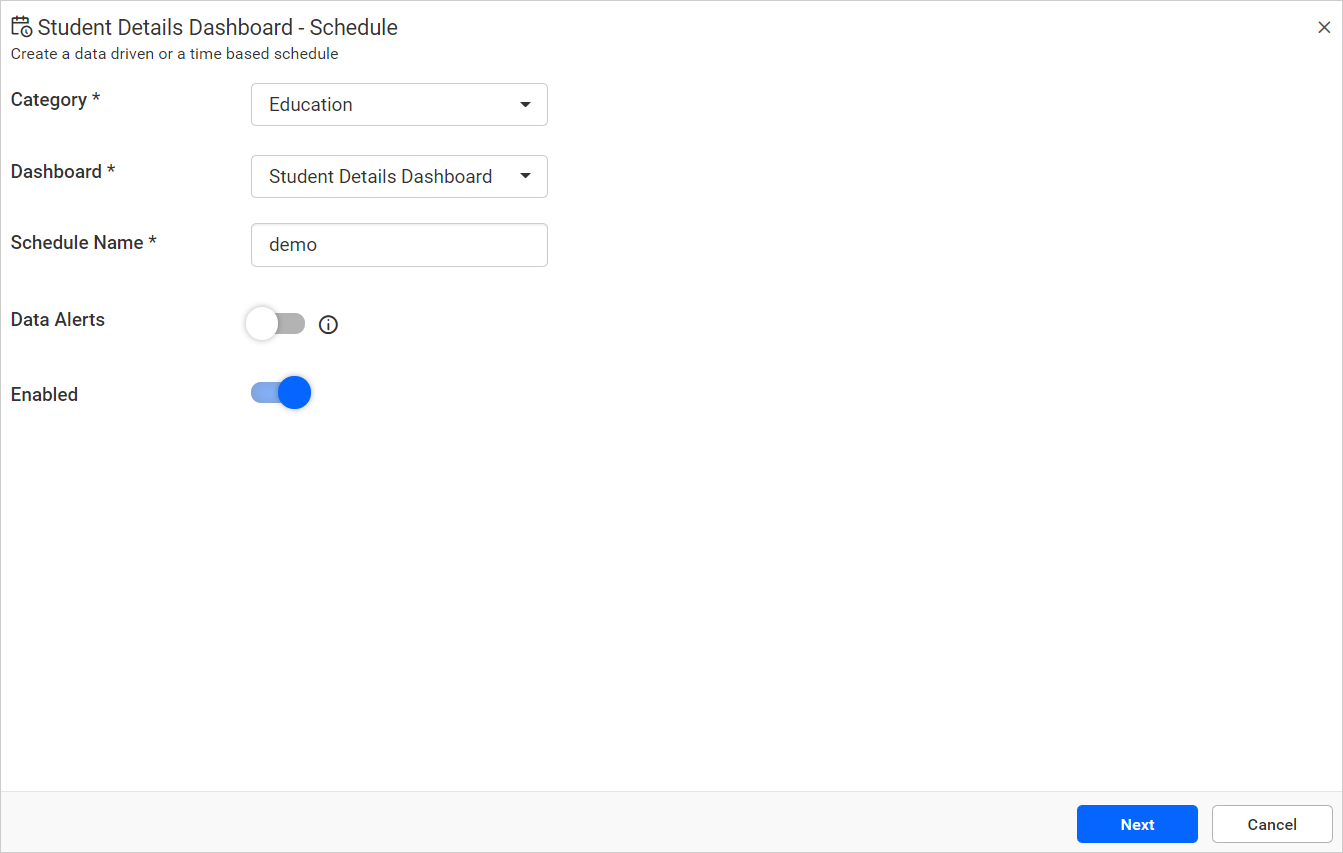 Student Details Dashboard - Schedule
Create a data driven or a time based schedule
Category *
Education
Dashboard *
Student Details Dashboard
Schedule Name *
demo
Data Alerts
Enabled
Next
Cancel